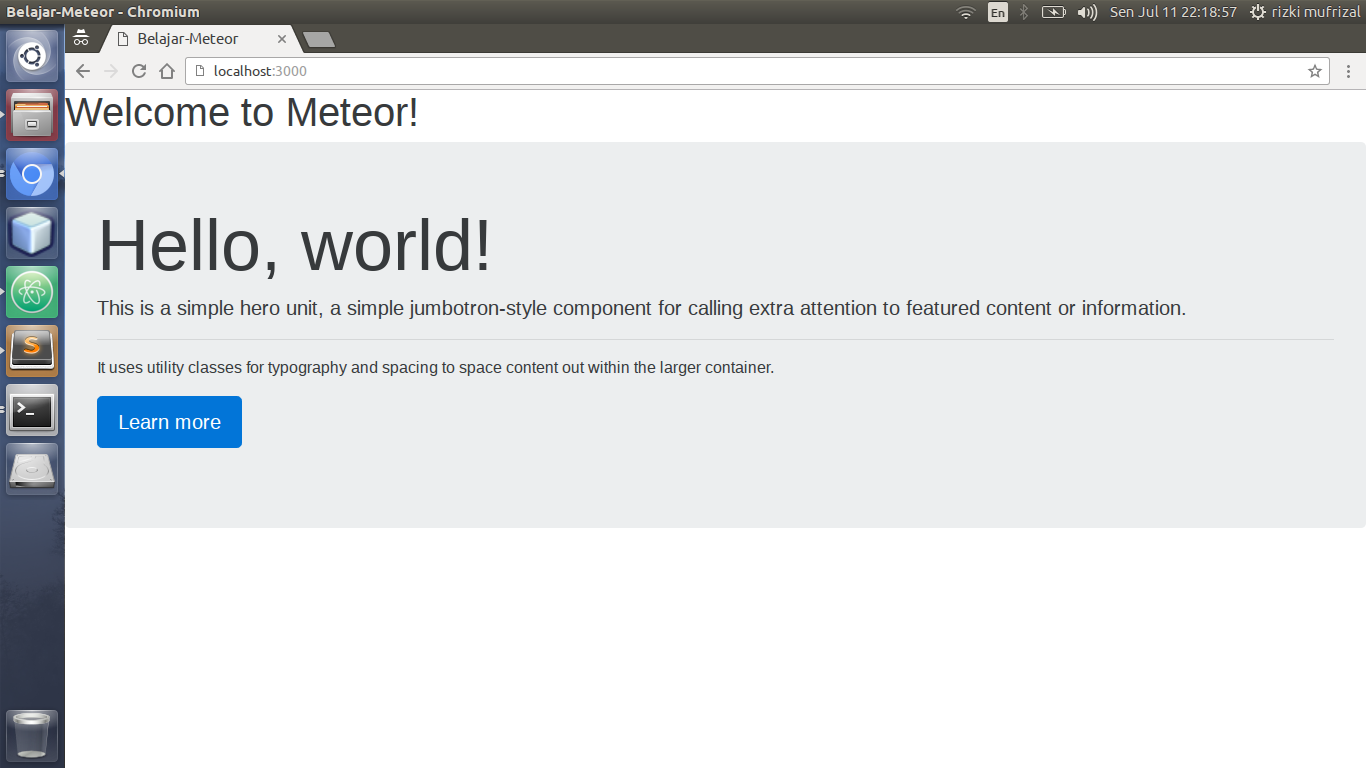 Belajar-Meteor - Chromium
En
Sen Jul 11 22:18:57
rizki mufrizal
Belajar-Meteor
localhost:3000
Welcome to Meteor!
Hello, world!
This is a simple hero unit, a simple jumbotron-style component for calling extra attention to featured content or information.
It uses utility classes for typography and spacing to space content out within the larger container.
Learn more